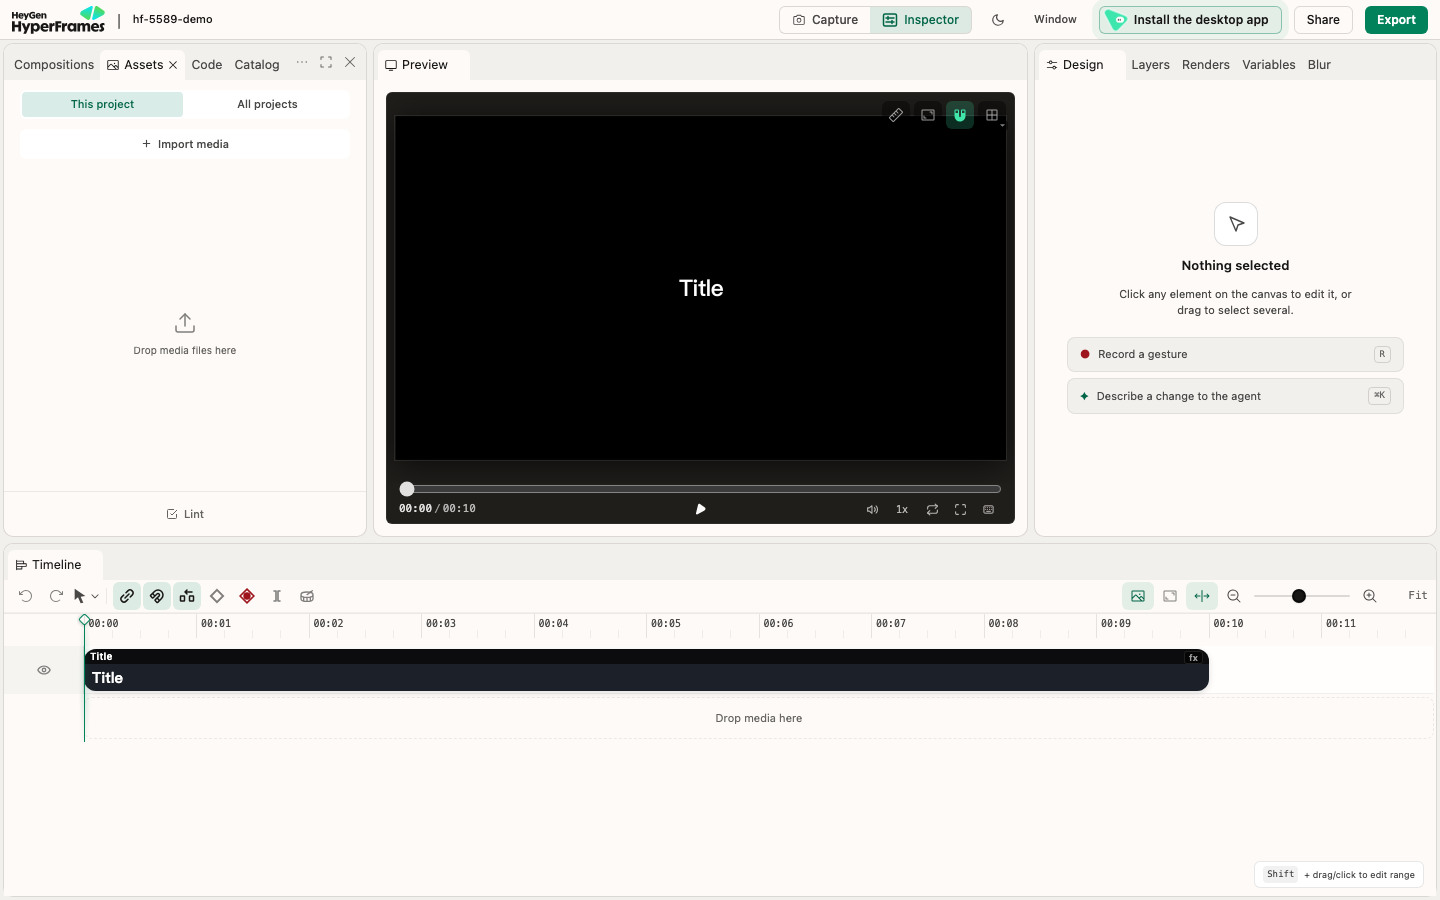 HeyGen
HyperFrames
hf-5589-demo
Capture
Inspector
Window
Install the desktop app
Share
Export
Compositions
Assets
Code
Catalog
This project
All projects
+ Import media
Drop media files here
Lint
Preview
Title
00:00 / 00:10
1x
Design
Layers
Renders
Variables
Blur
Nothing selected
Click any element on the canvas to edit it, or
drag to select several.
Record a gesture
R
Describe a change to the agent
⌘K
Timeline
Fit
00:00
00:01
00:02
00:03
00:04
00:05
00:06
00:07
00:08
00:09
00:10
00:11
Title
fx
Title
Drop media here
Shift + drag/click to edit range